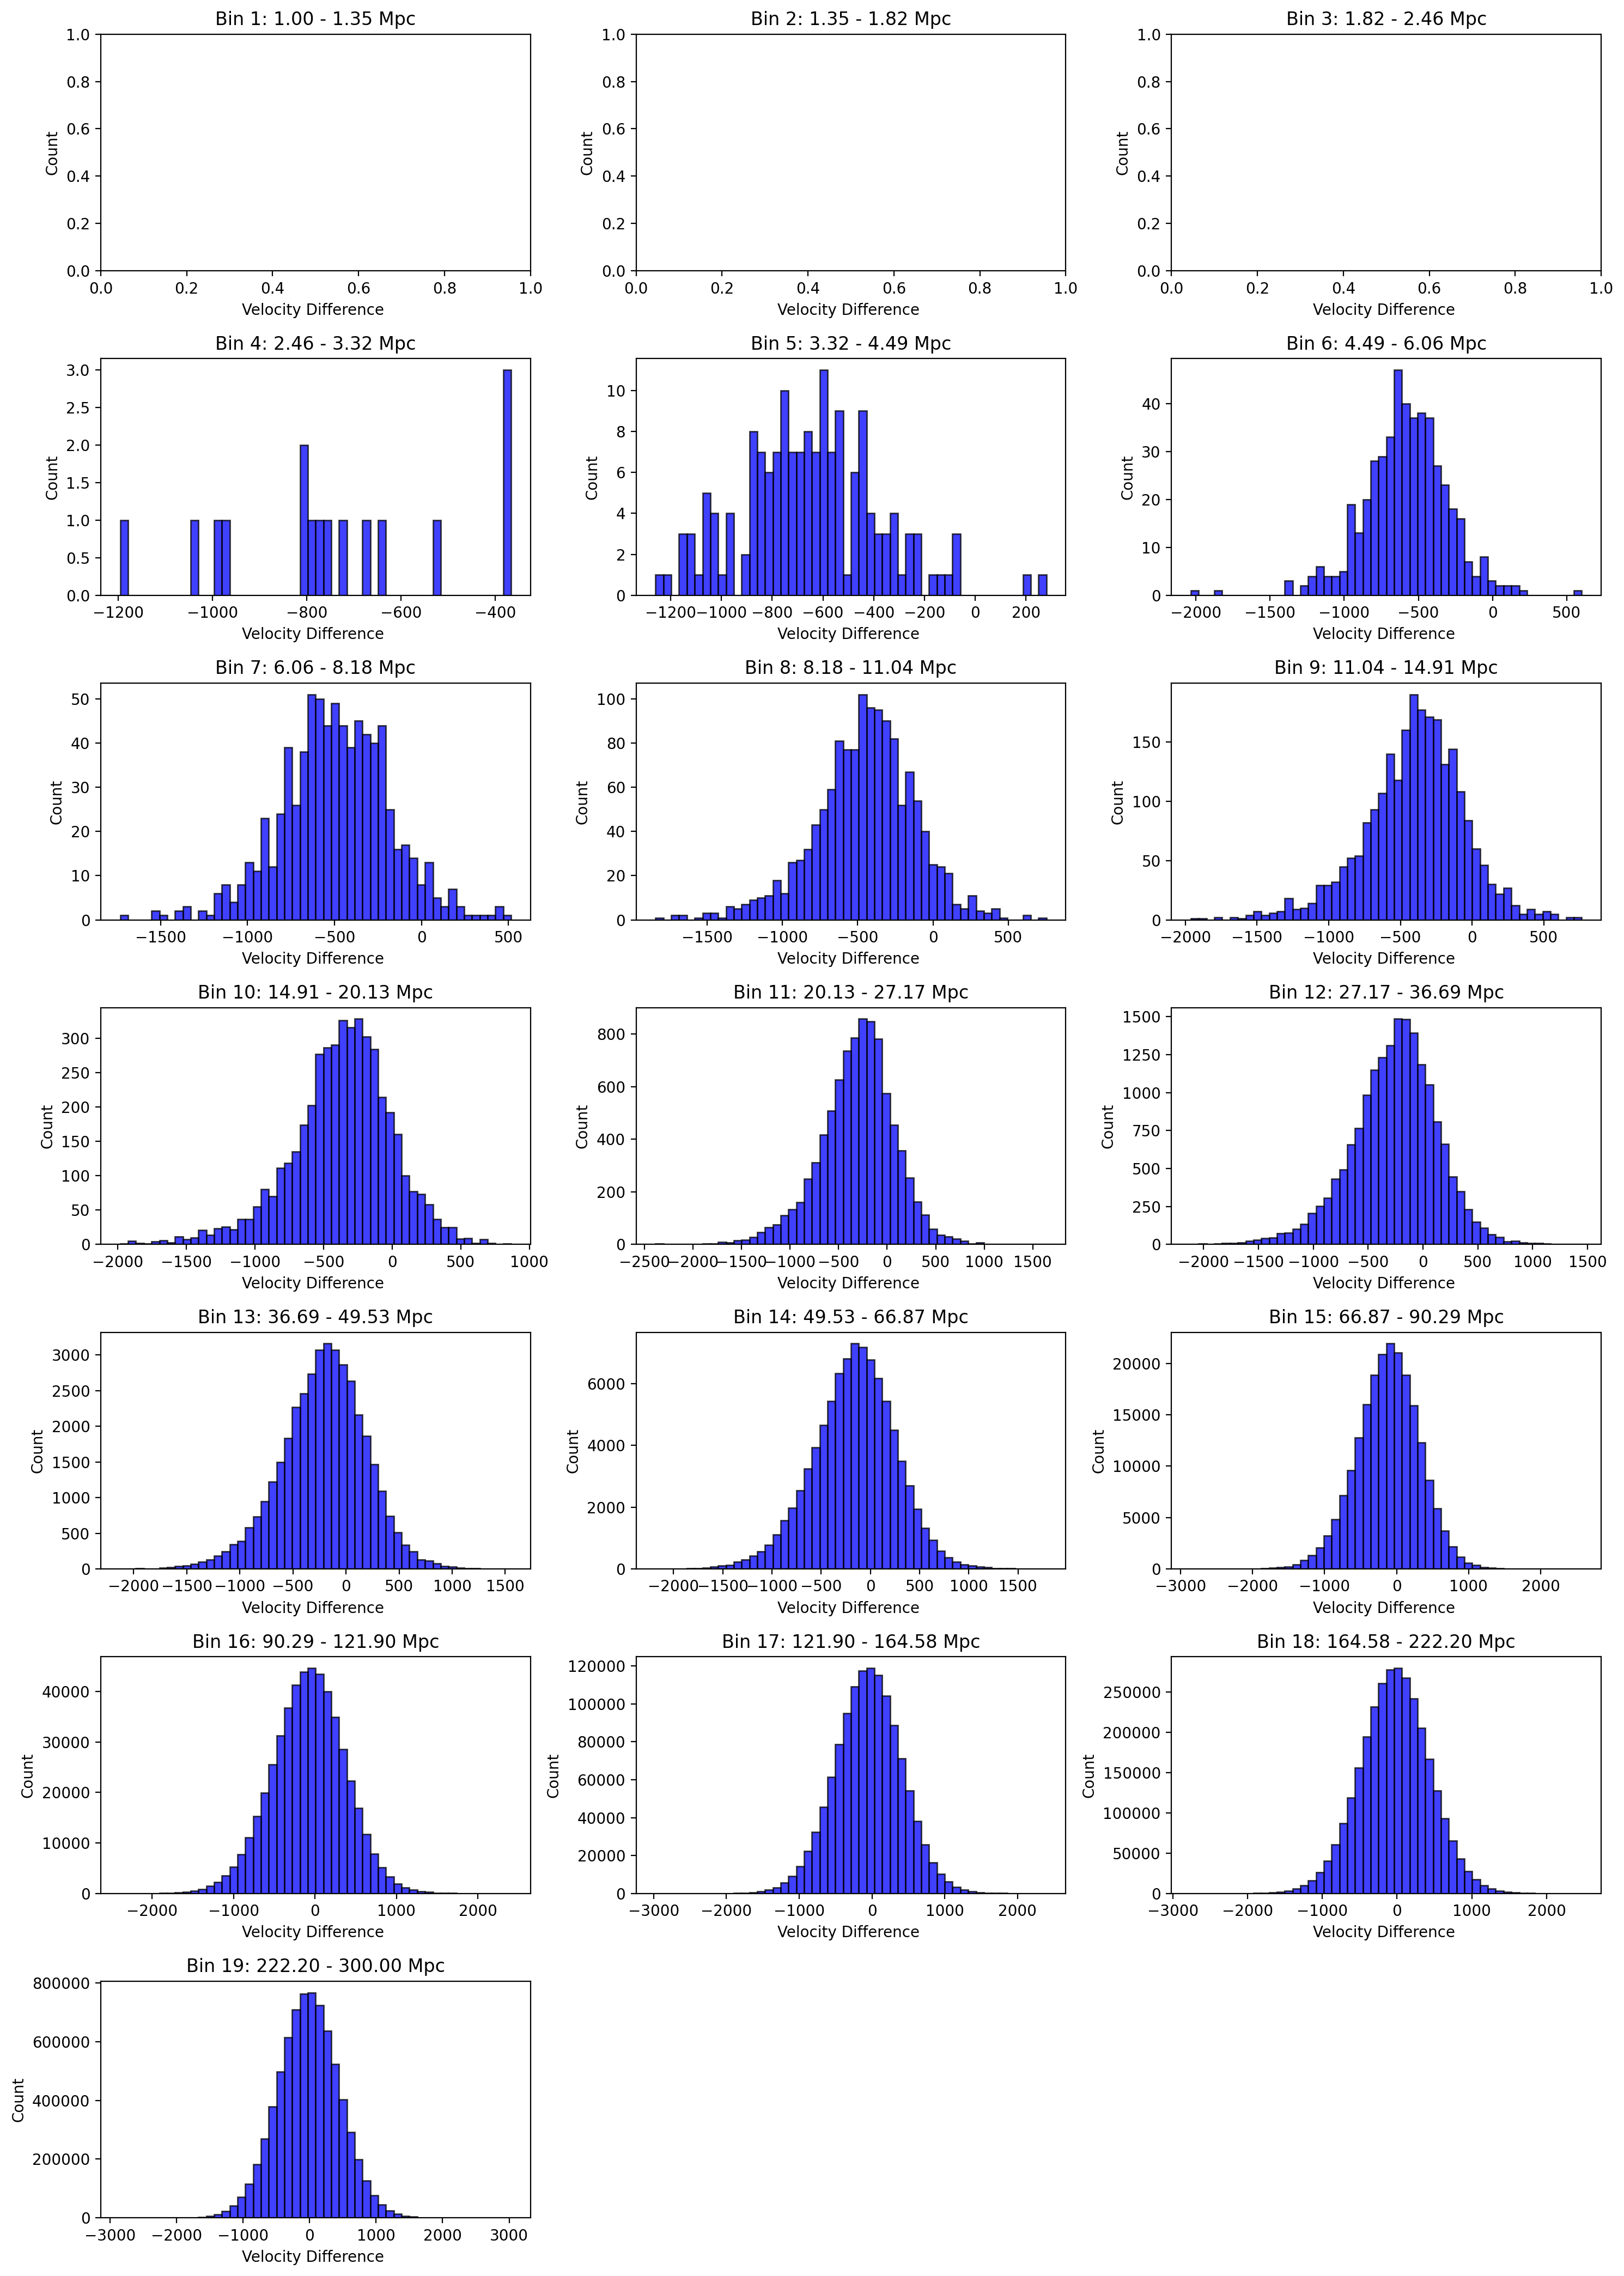 Bin 1: 1.00 - 1.35 Mpc
Count
1.0
0.8
0.6
0.4
0.2
0.0
0.0 0.2 0.4 0.6 0.8 1.0
Velocity Difference
Bin 2: 1.35 - 1.82 Mpc
Count
1.0
0.8
0.6
0.4
0.2
0.0
0.0 0.2 0.4 0.6 0.8 1.0
Velocity Difference
Bin 3: 1.82 - 2.46 Mpc
Count
1.0
0.8
0.6
0.4
0.2
0.0
0.0 0.2 0.4 0.6 0.8 1.0
Velocity Difference
Bin 4: 2.46 - 3.32 Mpc
Count
3.0
2.5
2.0
1.5
1.0
0.5
0.0
−1200 −1000 −800 −600 −400
Velocity Difference
Bin 5: 3.32 - 4.49 Mpc
Count
10
8
6
4
2
0
−1200 −1000 −800 −600 −400 −200 0 200
Velocity Difference
Bin 6: 4.49 - 6.06 Mpc
Count
40
30
20
10
0
−2000 −1500 −1000 −500 0 500
Velocity Difference
Bin 7: 6.06 - 8.18 Mpc
Count
50
40
30
20
10
0
−1500 −1000 −500 0 500
Velocity Difference
Bin 8: 8.18 - 11.04 Mpc
Count
100
80
60
40
20
0
−1500 −1000 −500 0 500
Velocity Difference
Bin 9: 11.04 - 14.91 Mpc
Count
150
100
50
0
−2000 −1500 −1000 −500 0 500
Velocity Difference
Bin 10: 14.91 - 20.13 Mpc
Count
300
250
200
150
100
50
0
−2000 −1500 −1000 −500 0 500 1000
Velocity Difference
Bin 11: 20.13 - 27.17 Mpc
Count
800
600
400
200
0
−2500 −2000 −1500 −1000 −500 0 500 1000 1500
Velocity Difference
Bin 12: 27.17 - 36.69 Mpc
Count
1500
1250
1000
750
500
250
0
−2000 −1500 −1000 −500 0 500 1000 1500
Velocity Difference
Bin 13: 36.69 - 49.53 Mpc
Count
3000
2500
2000
1500
1000
500
0
−2000 −1500 −1000 −500 0 500 1000 1500
Velocity Difference
Bin 14: 49.53 - 66.87 Mpc
Count
6000
4000
2000
0
−2000 −1500 −1000 −500 0 500 1000 1500
Velocity Difference
Bin 15: 66.87 - 90.29 Mpc
Count
20000
15000
10000
5000
0
−3000 −2000 −1000 0 1000 2000
Velocity Difference
Bin 16: 90.29 - 121.90 Mpc
Count
40000
30000
20000
10000
0
−2000 −1000 0 1000 2000
Velocity Difference
Bin 17: 121.90 - 164.58 Mpc
Count
120000
100000
80000
60000
40000
20000
0
−3000 −2000 −1000 0 1000 2000
Velocity Difference
Bin 18: 164.58 - 222.20 Mpc
Count
250000
200000
150000
100000
50000
0
−3000 −2000 −1000 0 1000 2000
Velocity Difference
Bin 19: 222.20 - 300.00 Mpc
Count
800000
600000
400000
200000
0
−3000 −2000 −1000 0 1000 2000 3000
Velocity Difference